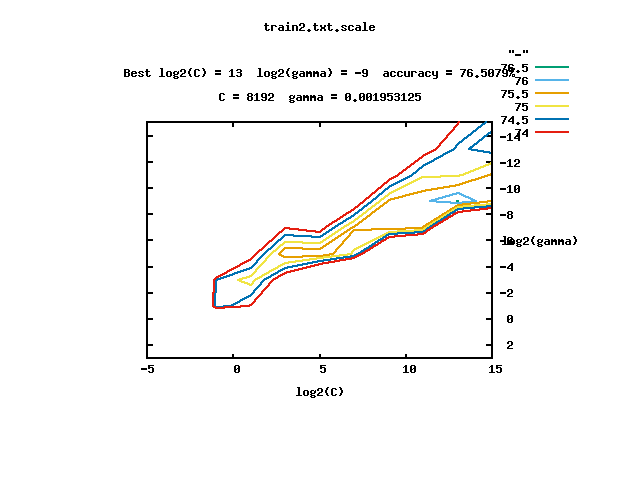 train2.txt.scale
"-"
Best log2(C) = 13  log2(gamma) = -9  accuracy = 76.5079%
76.5
76
C = 8192  gamma = 0.001953125
75.5
75
74.5
74
-14
-12
-10
-8
-6
log2(gamma)
-4
-2
0
2
-5 0 5 10 15
log2(C)